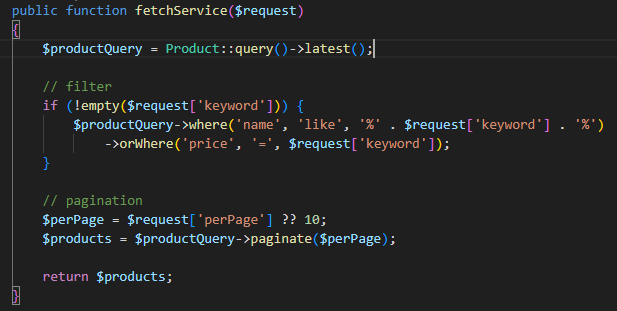 public function fetchService($request)
{
    $productQuery = Product::query()->latest();

    // filter
    if (!empty($request['keyword'])) {
        $productQuery->where('name', 'like', '%' . $request['keyword'] . '%')
            ->orWhere('price', '=', $request['keyword']);
    }

    // pagination
    $perPage = $request['perPage'] ?? 10;
    $products = $productQuery->paginate($perPage);

    return $products;
}